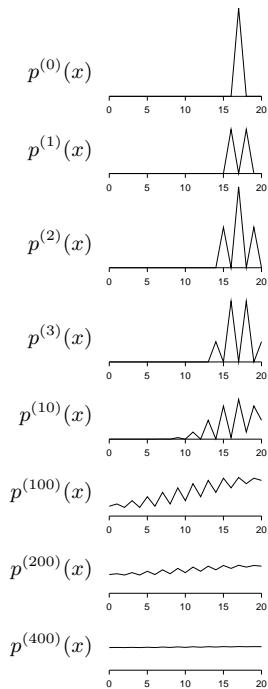 p^{(0)}(x)
0 5 10 15 20
p^{(1)}(x)
0 5 10 15 20
p^{(2)}(x)
0 5 10 15 20
p^{(3)}(x)
0 5 10 15 20
p^{(10)}(x)
0 5 10 15 20
p^{(100)}(x)
0 5 10 15 20
p^{(200)}(x)
0 5 10 15 20
p^{(400)}(x)
0 5 10 15 20